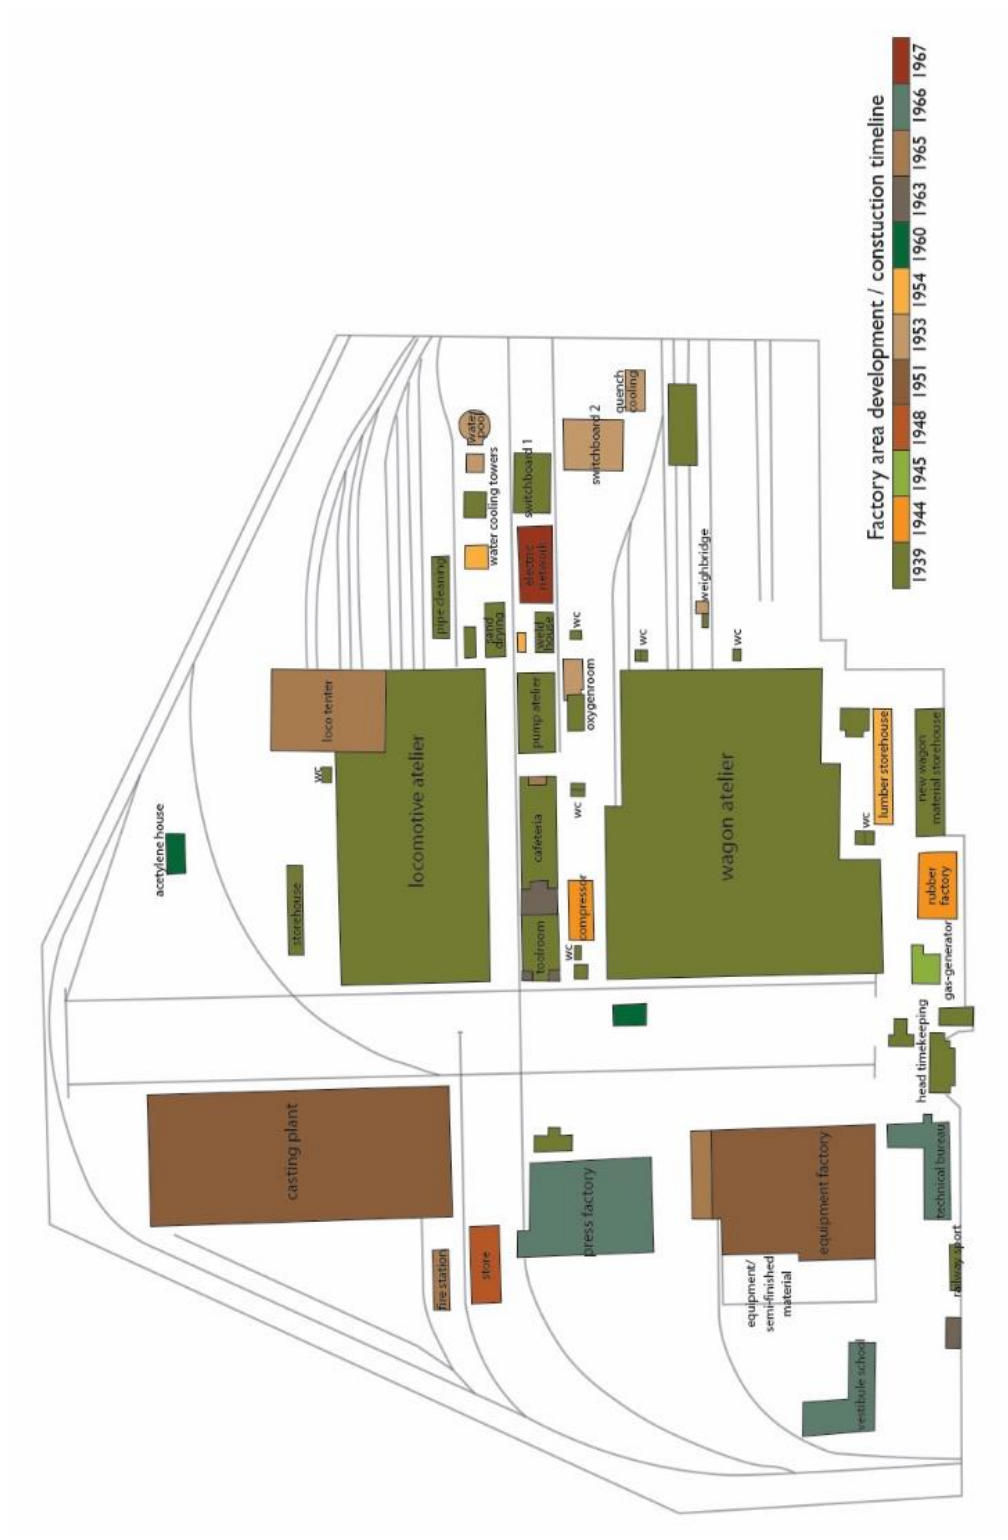 Factory area development / constuction timeline
1939 1944 1945 1948 1951 1953 1954 1960 1963 1965 1966 1967
acetylene house
storehouse
wc
loco tenter
locomotive atelier
pipe cleaning
sand
drying
water cooling towers
water
pool
switchboard 1
electric
network
weld
house
pump atelier
cafeteria
toolroom
wc
oxygenroom
wc
compressor
wc
switchboard 2
quench
cooling
weighbridge
wc
wc
wagon atelier
wc
lumber storehouse
new wagon
material storehouse
rubber
factory
gas-generator
head timekeeping
casting plant
fire station
store
press factory
equipment factory
equipment/
semi-finished
material
technical bureau
railway sport
vestibule school